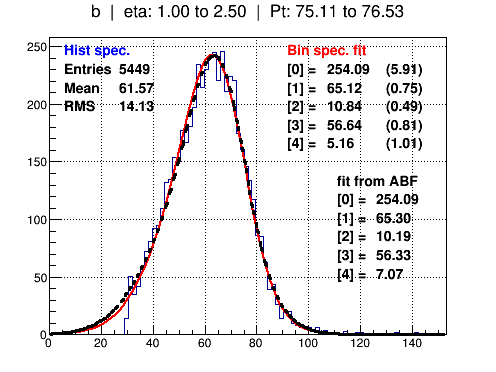 b | eta: 1.00 to 2.50 | Pt: 75.11 to 76.53
Hist spec.
Entries 5449
Mean 61.57
RMS 14.13
Bin spec. fit
[0] = 254.09 (5.91)
[1] = 65.12 (0.75)
[2] = 10.84 (0.49)
[3] = 56.64 (0.81)
[4] = 5.16 (1.01)
fit from ABF
[0] = 254.09
[1] = 65.30
[2] = 10.19
[3] = 56.33
[4] = 7.07
250
200
150
100
50
0
0 20 40 60 80 100 120 140